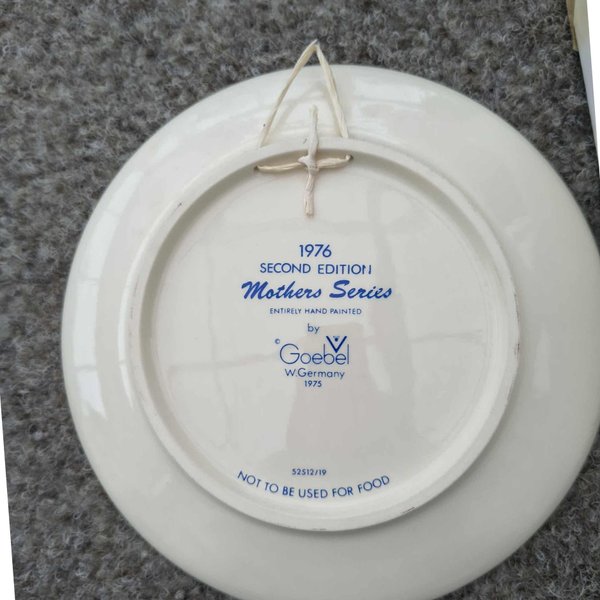 1976
SECOND EDITION
Mothers Series
ENTIRELY HAND PAINTED
by
© Goebel
W.Germany
1975
52512/19
NOT TO BE USED FOR FOOD